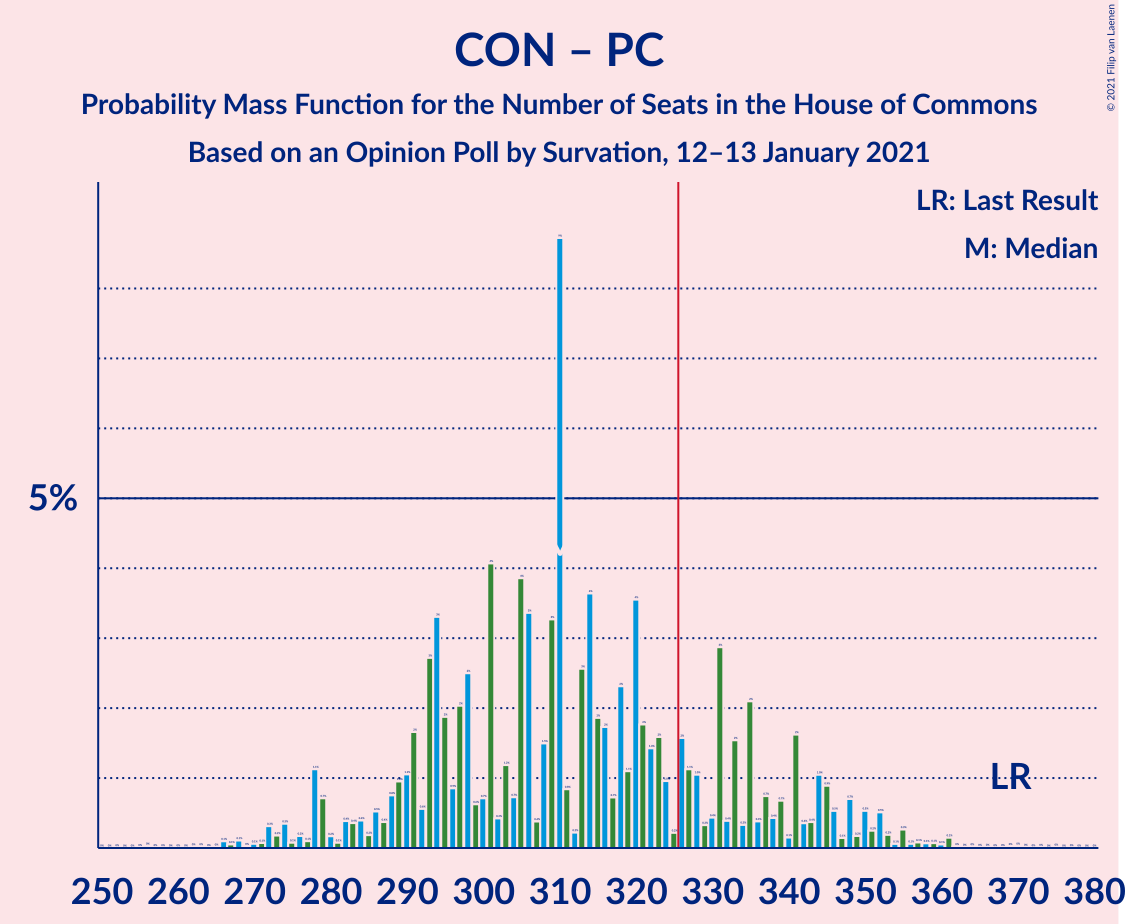 CON – PC
Probability Mass Function for the Number of Seats in the House of Commons
Based on an Opinion Poll by Survation, 12–13 January 2021
© 2021 Filip van Laenen
LR: Last Result
M: Median
5%
LR
250 260 270 280 290 300 310 320 330 340 350 360 370 380